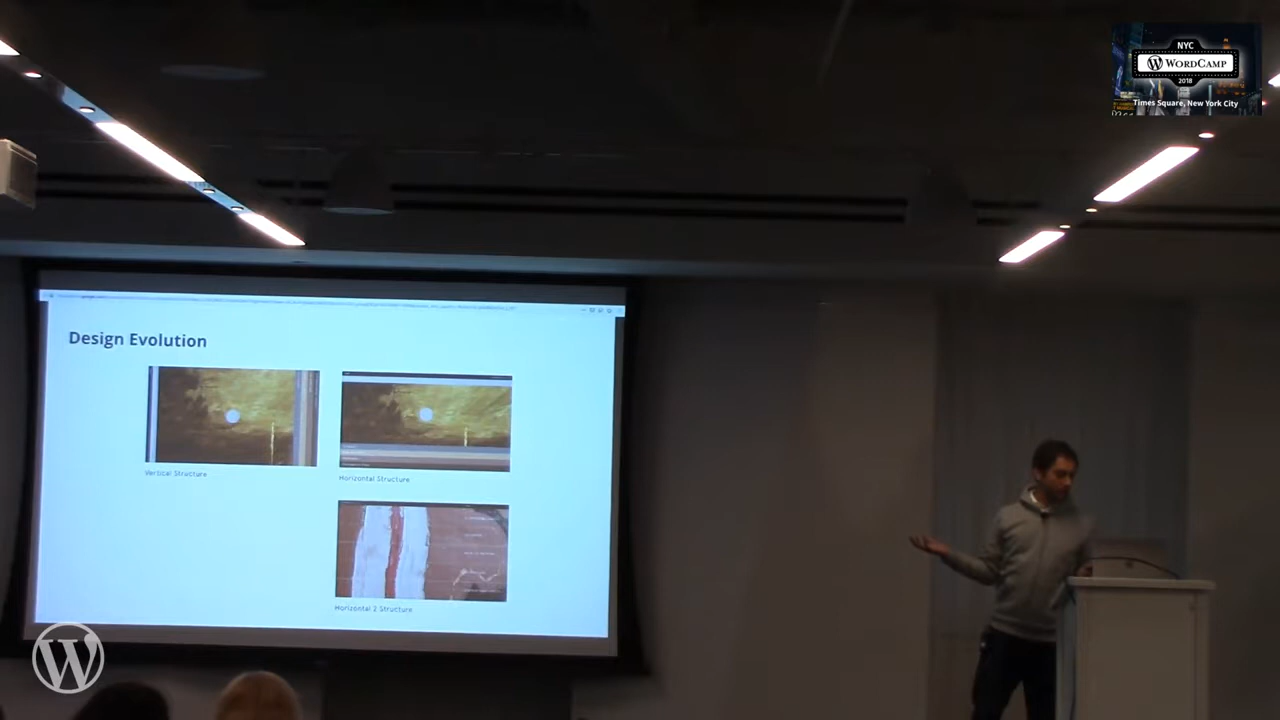 NYC
WORDCAMP
2018
Times Square, New York City
Design Evolution
Vertical Structure
Horizontal Structure
Horizontal 2 Structure